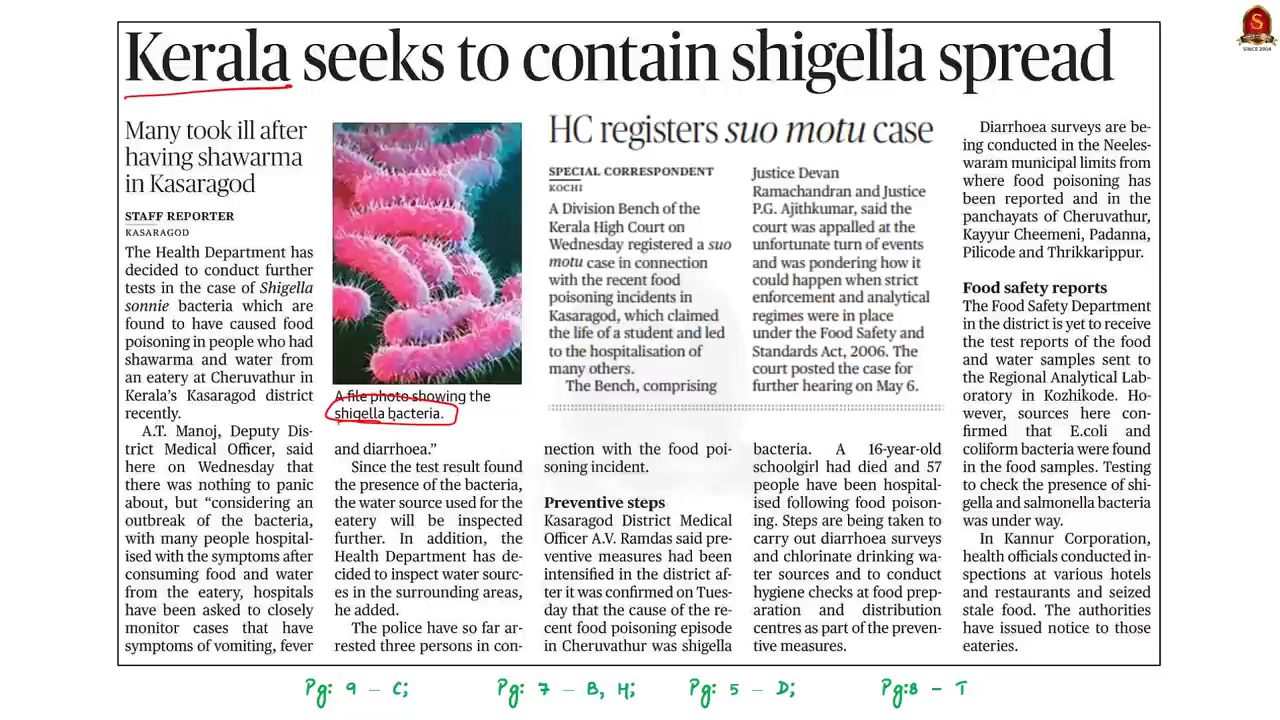 Kerala seeks to contain shigella spread
S
SINCE 2004
Many took ill after
having shawarma
in Kasaragod
STAFF REPORTER
KASARAGOD
The Health Department has
decided to conduct further
tests in the case of Shigella
sonnie bacteria which are
found to have caused food
poisoning in people who had
shawarma and water from
an eatery at Cheruvathur in
Kerala's Kasaragod district
recently.
A.T. Manoj, Deputy Dis-
trict Medical Officer, said
here on Wednesday that
there was nothing to panic
about, but “considering an
outbreak of the bacteria,
with many people hospital-
ised with the symptoms after
consuming food and water
from the eatery, hospitals
have been asked to closely
monitor cases that have
symptoms of vomiting, fever
A file photo showing the
shigella bacteria.
and diarrhoea.”
Since the test result found
the presence of the bacteria,
the water source used for the
eatery will be inspected
further. In addition, the
Health Department has de-
cided to inspect water sourc-
es in the surrounding areas,
he added.
The police have so far ar-
rested three persons in con-
nection with the food poi-
soning incident.
Preventive steps
Kasaragod District Medical
Officer A.V. Ramdas said pre-
ventive measures had been
intensified in the district af-
ter it was confirmed on Tues-
day that the cause of the re-
cent food poisoning episode
in Cheruvathur was shigella
bacteria. A 16-year-old
schoolgirl had died and 57
people have been hospital-
ised following food poison-
ing. Steps are being taken to
carry out diarrhoea surveys
and chlorinate drinking wa-
ter sources and to conduct
hygiene checks at food prep-
aration and distribution
centres as part of the preven-
tive measures.
Diarrhoea surveys are be-
ing conducted in the Neeles-
waram municipal limits from
where food poisoning has
been reported and in the
panchayats of Cheruvathur,
Kayyur Cheemeni, Padanna,
Pilicode and Thrikkarippur.
Food safety reports
The Food Safety Department
in the district is yet to receive
the test reports of the food
and water samples sent to
the Regional Analytical Lab-
oratory in Kozhikode. Ho-
wever, sources here con-
firmed that E.coli and
coliform bacteria were found
in the food samples. Testing
to check the presence of shi-
gella and salmonella bacteria
was under way.
In Kannur Corporation,
health officials conducted in-
spections at various hotels
and restaurants and seized
stale food. The authorities
have issued notice to those
eateries.
HC registers suo motu case
SPECIAL CORRESPONDENT
KOCHI
A Division Bench of the
Kerala High Court on
Wednesday registered a suo
motu case in connection
with the recent food
poisoning incidents in
Kasaragod, which claimed
the life of a student and led
to the hospitalisation of
many others.
The Bench, comprising
Justice Devan
Ramachandran and Justice
P.G. Ajithkumar, said the
court was appalled at the
unfortunate turn of events
and was pondering how it
could happen when strict
enforcement and analytical
regimes were in place
under the Food Safety and
Standards Act, 2006. The
court posted the case for
further hearing on May 6.
Pg: 9 – C; Pg: 7 – B, H; Pg: 5 – D; Pg:8 – T